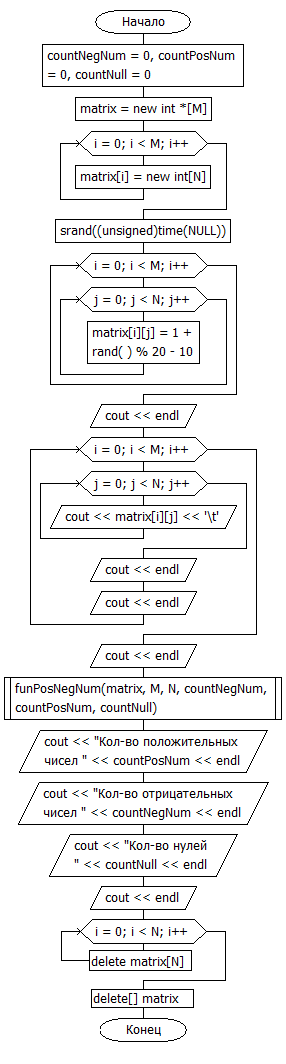 Начало
countNegNum = 0, countPosNum
= 0, countNull = 0
matrix = new int *[M]
i = 0; i < M; i++
matrix[i] = new int[N]
srand((unsigned)time(NULL))
i = 0; i < M; i++
j = 0; j < N; j++
matrix[i][j] = 1 +
rand( ) % 20 - 10
cout << endl
i = 0; i < M; i++
j = 0; j < N; j++
cout << matrix[i][j] << '\t'
cout << endl
cout << endl
cout << endl
funPosNegNum(matrix, M, N, countNegNum,
countPosNum, countNull)
cout << "Кол-во положительных
чисел " << countPosNum << endl
cout << "Кол-во отрицательных
чисел " << countNegNum << endl
cout << "Кол-во нулей
" << countNull << endl
cout << endl
i = 0; i < N; i++
delete matrix[N]
delete[] matrix
Конец